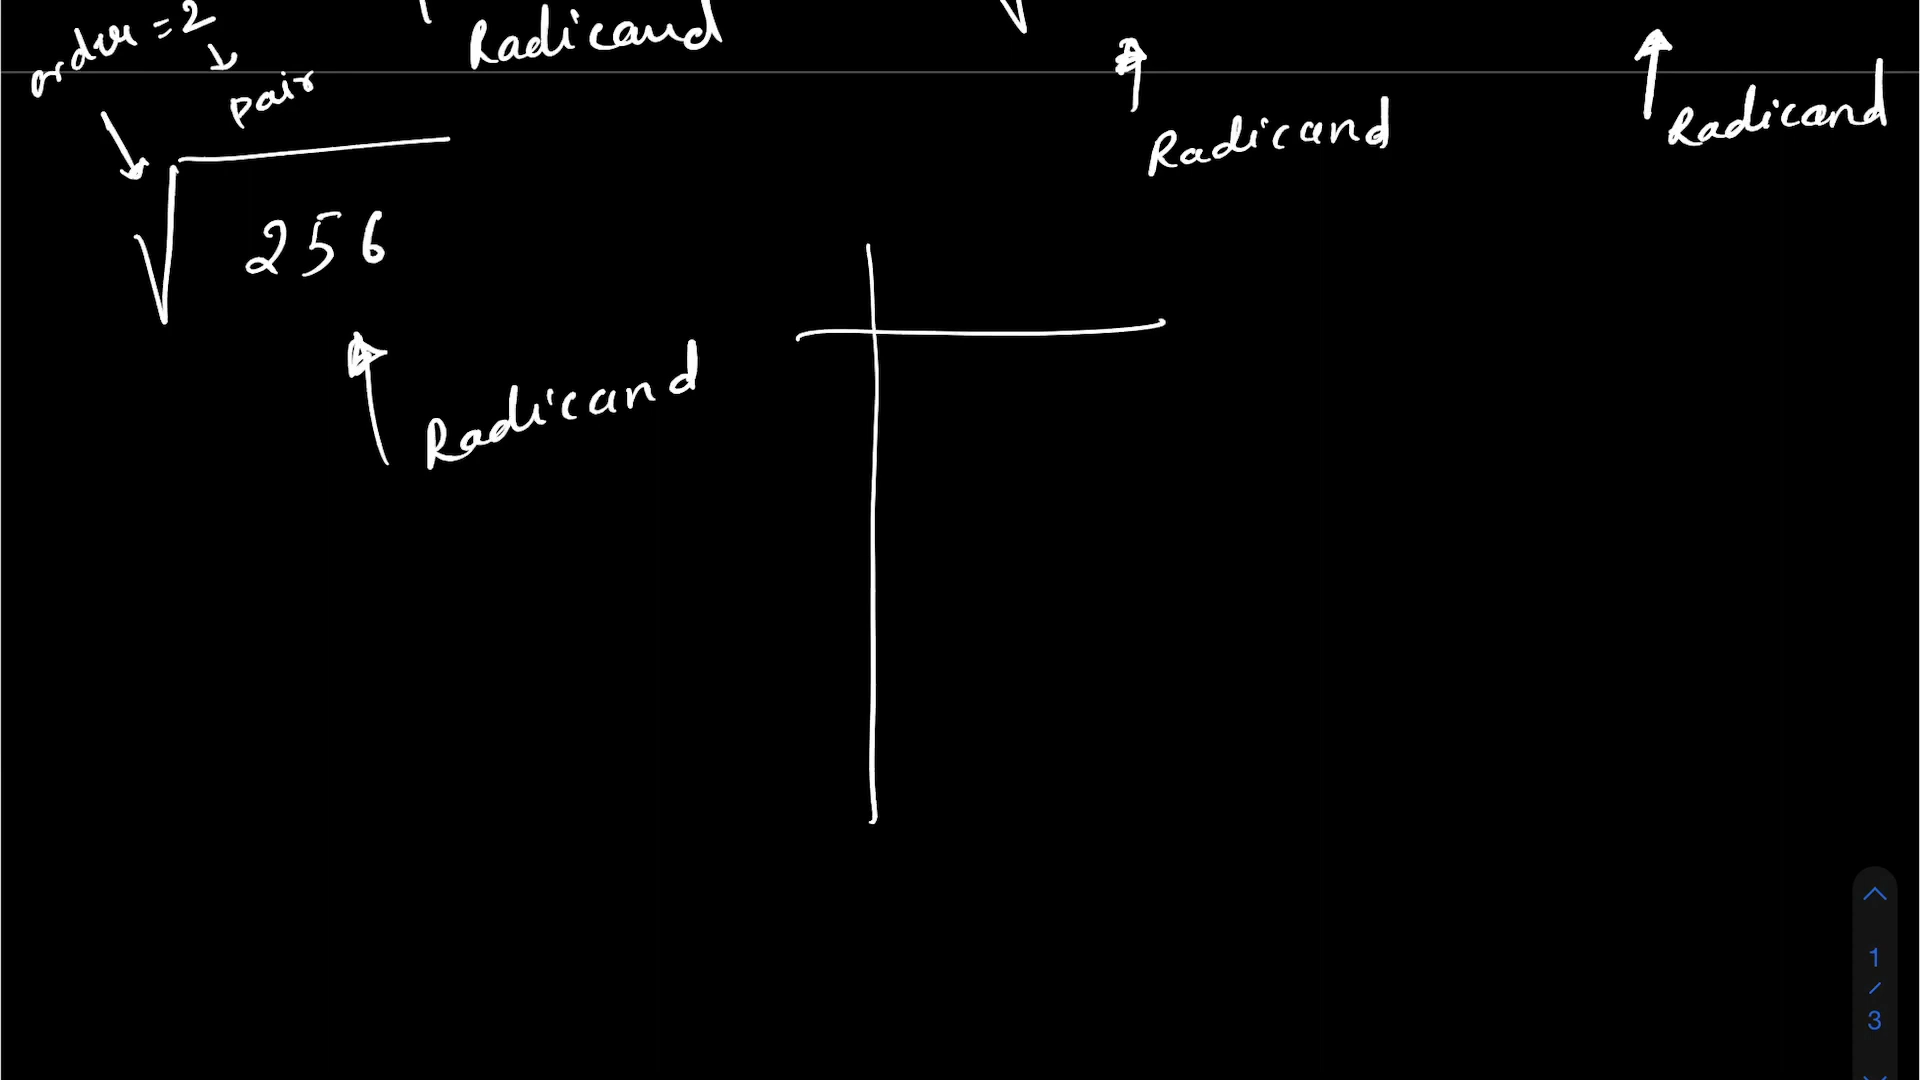 order = 2
Radicand
pair
Radicand
Radicand
√256
Radicand
1
/
3